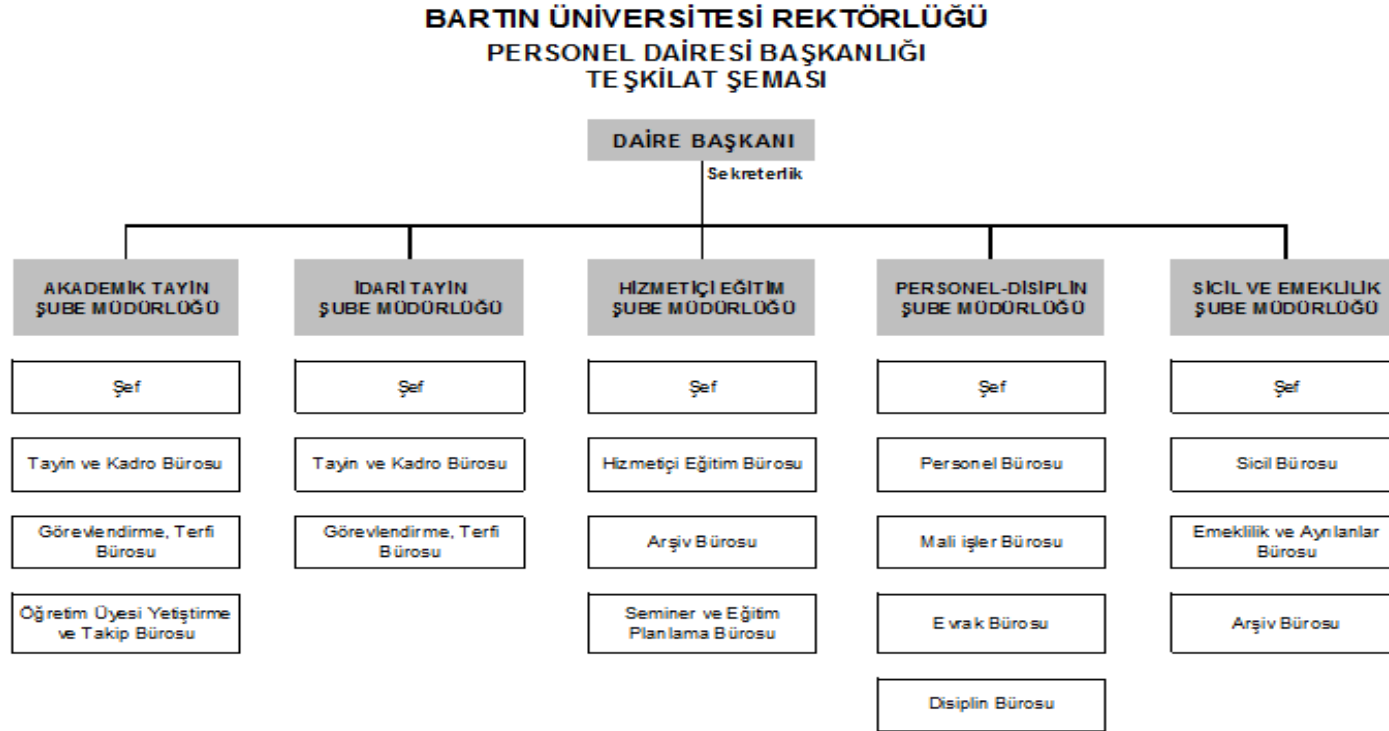 BARTIN ÜNİVERSİTESİ REKTÖRLÜĞÜ
PERSONEL DAİRESİ BAŞKANLIĞI
TEŞKİLAT ŞEMASI
DAİRE BAŞKANI
Sekreterlik
AKADEMİK TAYİN
ŞUBE MÜDÜRLÜĞÜ
Şef
Tayin ve Kadro Bürosu
Görevlendirme, Terfi
Bürosu
Öğretim Üyesi Yetiştirme
ve Takip Bürosu
İDARİ TAYİN
ŞUBE MÜDÜRLÜĞÜ
Şef
Tayin ve Kadro Bürosu
Görevlendirme, Terfi
Bürosu
HİZMETİÇİ EĞİTİM
ŞUBE MÜDÜRLÜĞÜ
Şef
Hizmetiçi Eğitim Bürosu
Arşiv Bürosu
Seminer ve Eğitim
Planlama Bürosu
PERSONEL-DİSİPLİN
ŞUBE MÜDÜRLÜĞÜ
Şef
Personel Bürosu
Mali işler Bürosu
Evrak Bürosu
Disiplin Bürosu
SİCİL VE EMEKLİLİK
ŞUBE MÜDÜRLÜĞÜ
Şef
Sicil Bürosu
Emeklilik ve Ayrılanlar
Bürosu
Arşiv Bürosu